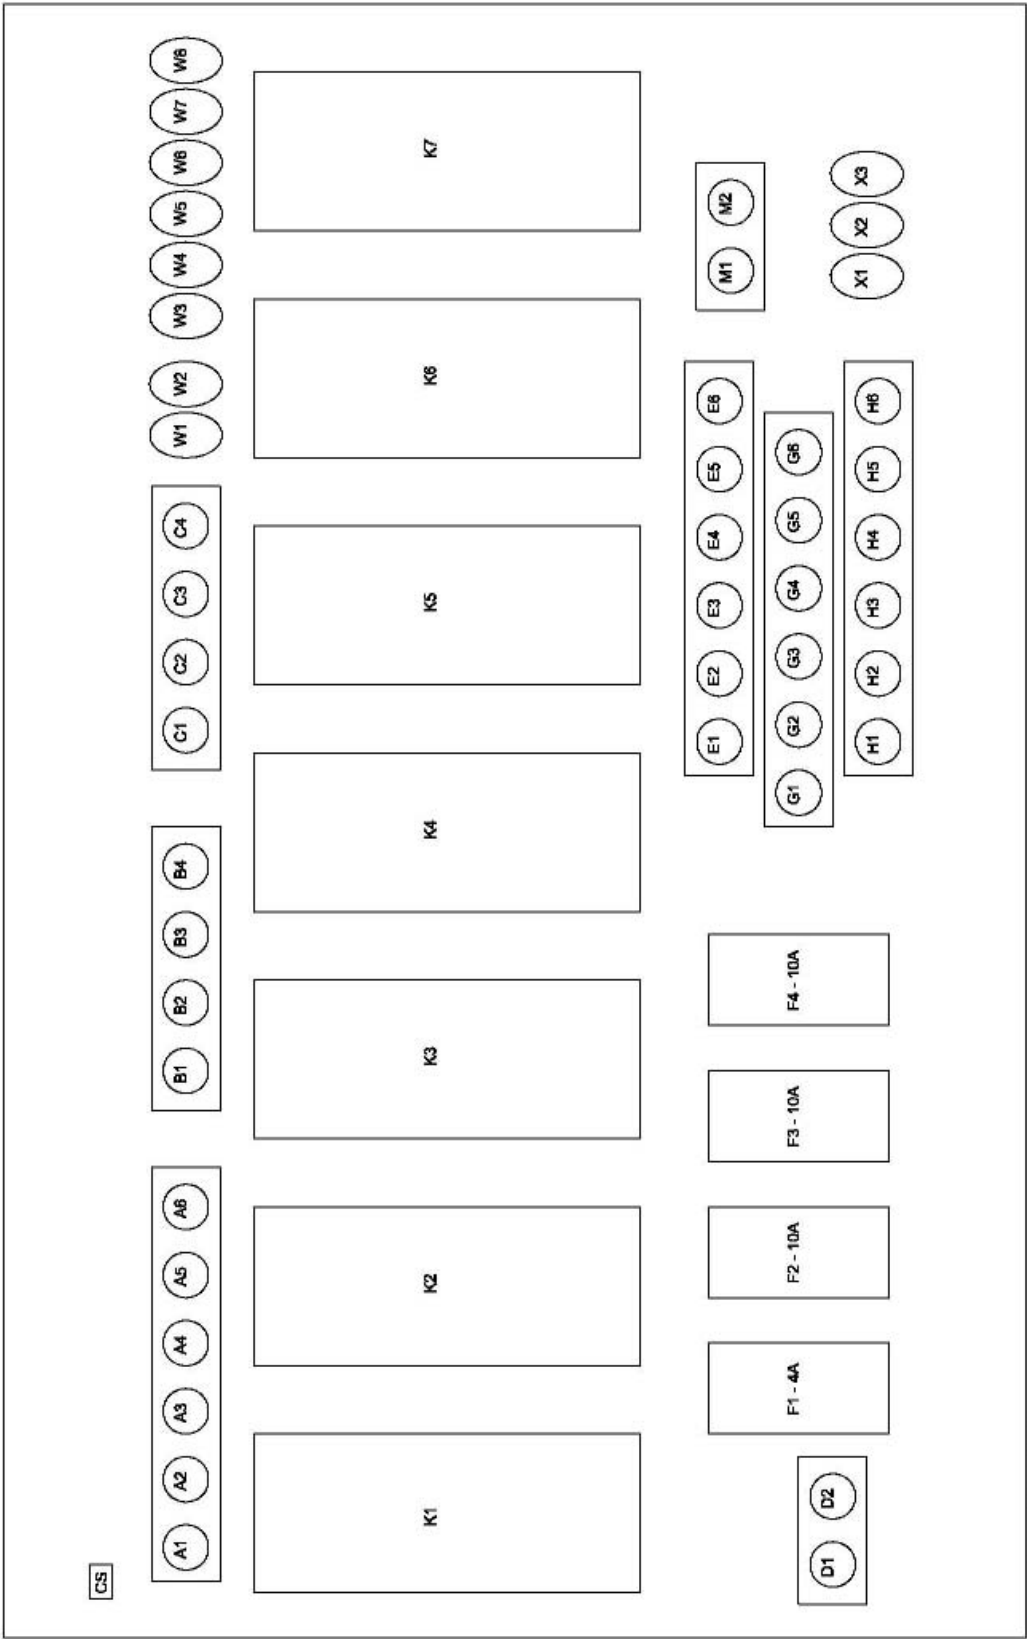 CS
A1 A2 A3 A4 A5 A6 B1 B2 B3 B4 C1 C2 C3 C4 W1 W2 W3 W4 W5 W6 W7 W8
K1 K2 K3 K4 K5 K6 K7
E1 E2 E3 E4 E5 E6 M1 M2
F1 - 4A F2 - 10A F3 - 10A F4 - 10A G1 G2 G3 G4 G5 G6
D1 D2
H1 H2 H3 H4 H5 H6 X1 X2 X3